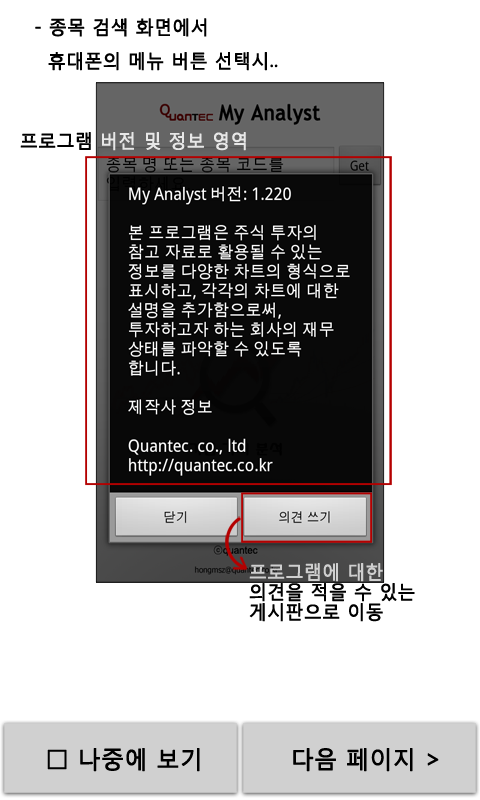 - 종목 검색 화면에서
휴대폰의 메뉴 버튼 선택시..
QUANTEC My Analyst
프로그램 버전 및 정보 영역
종목 명 또는 종목 코드를
Get
My Analyst 버전: 1.220
본 프로그램은 주식 투자의
참고 자료로 활용될 수 있는
정보를 다양한 차트의 형식으로
표시하고, 각각의 차트에 대한
설명을 추가함으로써,
투자하고자 하는 회사의 재무
상태를 파악할 수 있도록
합니다.
제작사 정보
Quantec. co., ltd
http://quantec.co.kr
닫기
의견 쓰기
ⓒquantec
프로그램에 대한
의견을 적을 수 있는
게시판으로 이동
□ 나중에 보기
다음 페이지 >